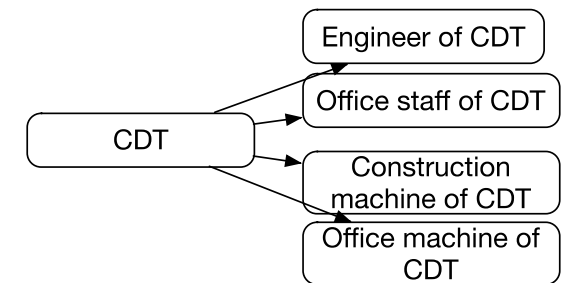 Engineer of CDT
Office staff of CDT
CDT
Construction
machine of CDT
Office machine of
CDT